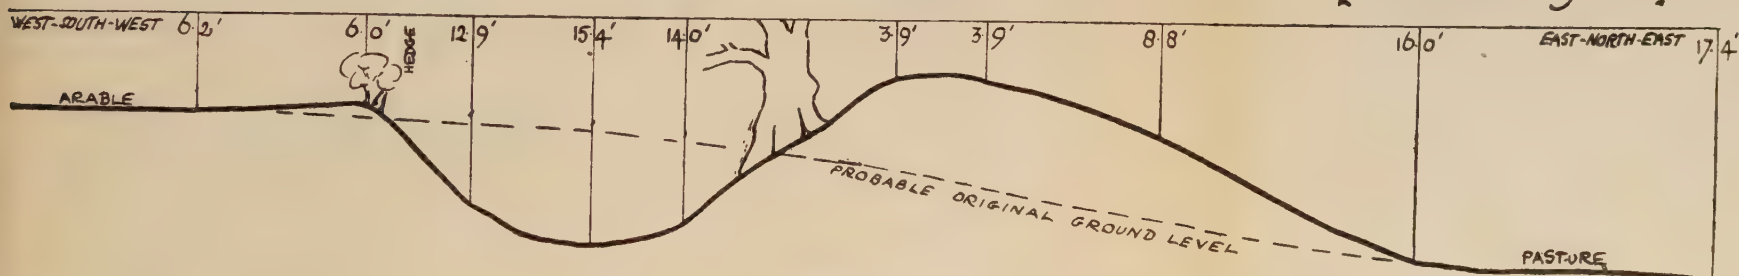 WEST-SOUTH-WEST 6·2' 6·0' 12·9' 15·4' 14·0' 3·9' 3·9' 8·8' 16·0' EAST-NORTH-EAST 17·4'
HEDGE
ARABLE
PROBABLE ORIGINAL GROUND LEVEL
PASTURE